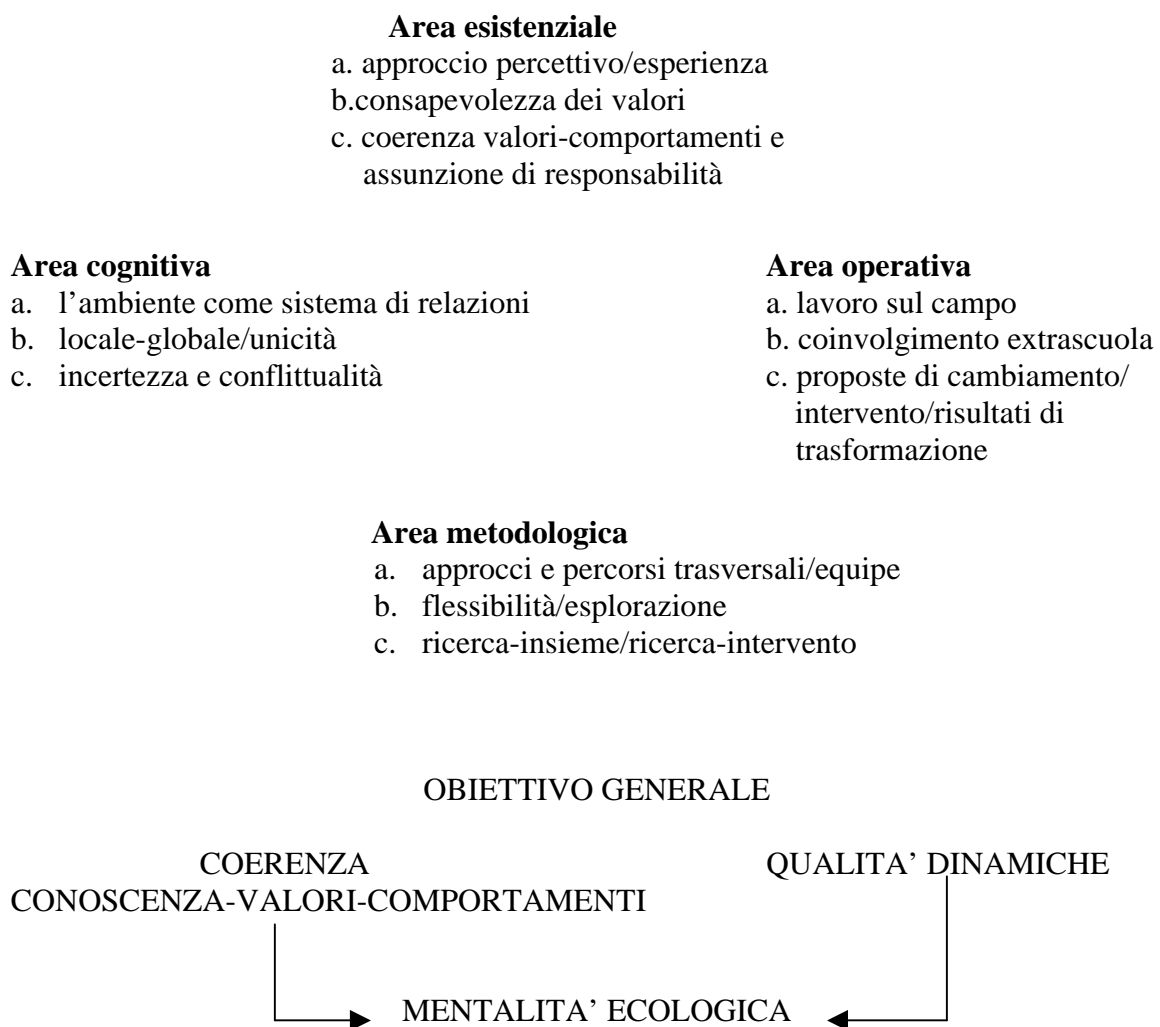 Area esistenziale
a. approccio percettivo/esperienza
b.consapevolezza dei valori
c. coerenza valori-comportamenti e
assunzione di responsabilità
Area cognitiva
a. l’ambiente come sistema di relazioni
b. locale-globale/unicità
c. incertezza e conflittualità
Area operativa
a. lavoro sul campo
b. coinvolgimento extrascuola
c. proposte di cambiamento/
intervento/risultati di
trasformazione
Area metodologica
a. approcci e percorsi trasversali/equipe
b. flessibilità/esplorazione
c. ricerca-insieme/ricerca-intervento
OBIETTIVO GENERALE
COERENZA
CONOSCENZA-VALORI-COMPORTAMENTI
QUALITA’ DINAMICHE
MENTALITA’ ECOLOGICA